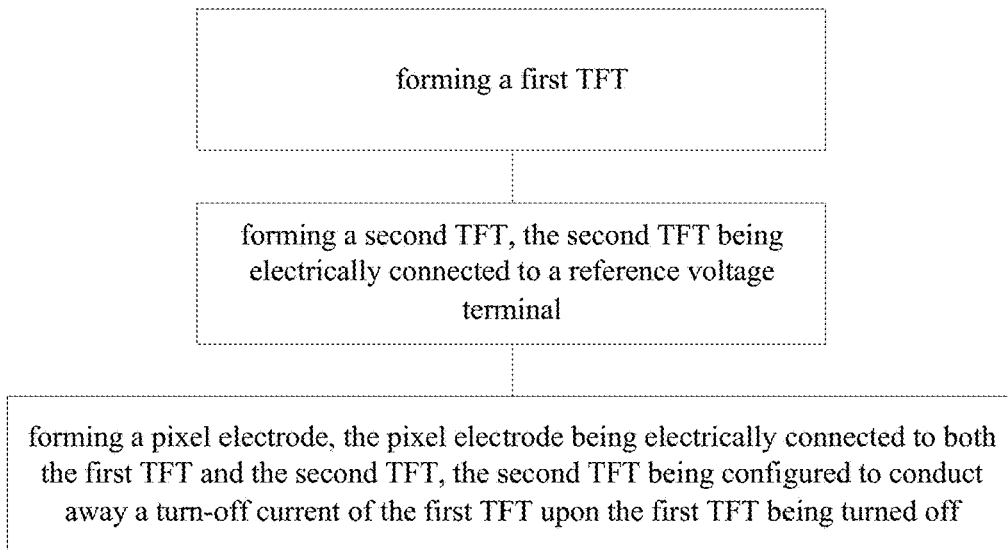 forming a first TFT
forming a second TFT, the second TFT being
electrically connected to a reference voltage
terminal
forming a pixel electrode, the pixel electrode being electrically connected to both
the first TFT and the second TFT, the second TFT being configured to conduct
away a turn-off current of the first TFT upon the first TFT being turned off